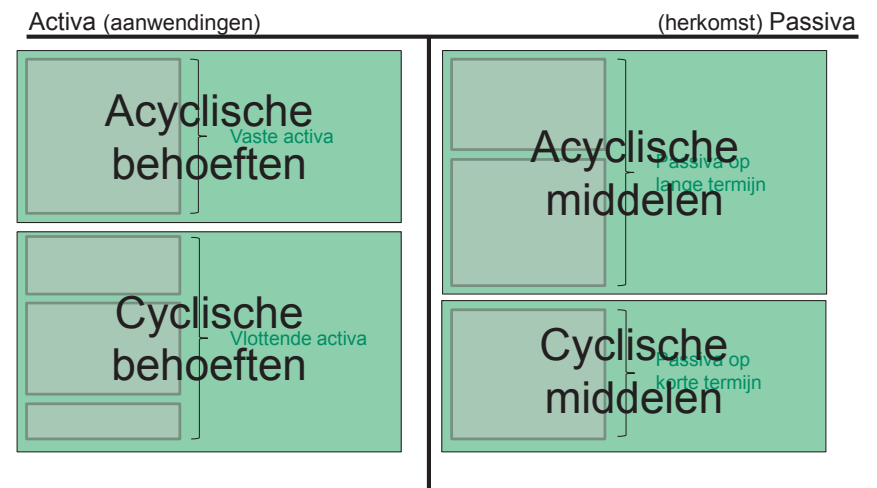 Activa (aanwendingen)
(herkomst) Passiva
Acyclische
behoeften
Vaste activa
Cyclische
behoeften
Vlottende activa
Acyclische
middelen
Passiva op
lange termijn
Cyclische
middelen
Passiva op
korte termijn